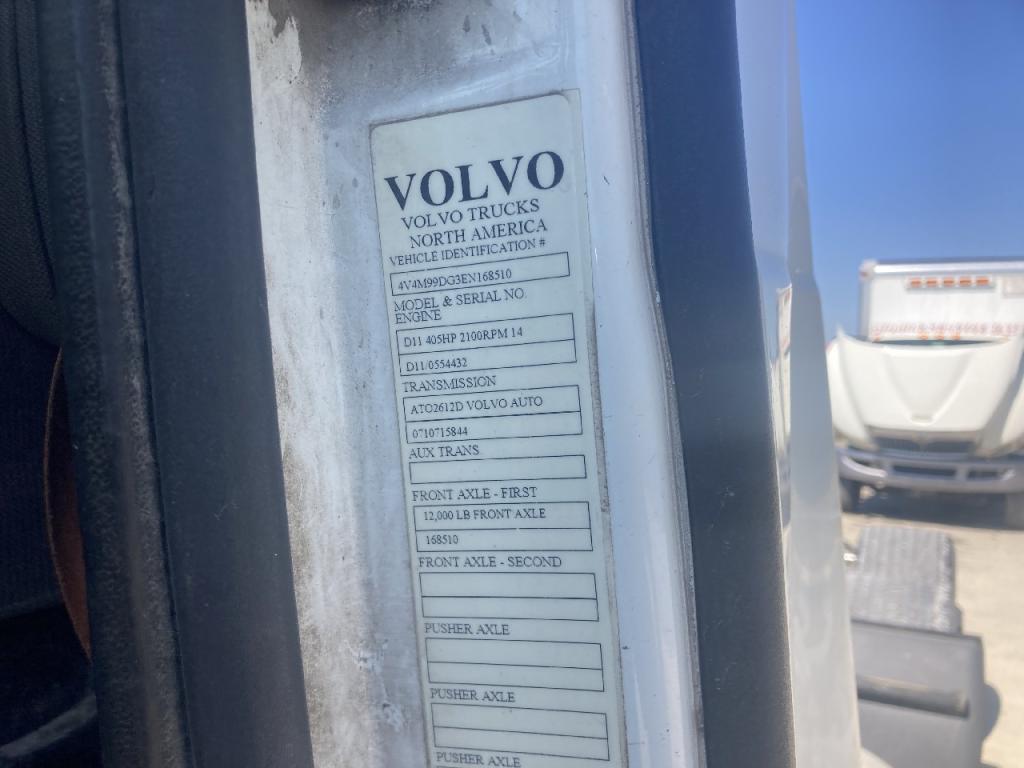 VOLVO
VOLVO TRUCKS
NORTH AMERICA
VEHICLE IDENTIFICATION #
4V4M99DG3EN168510
MODEL & SERIAL NO.
ENGINE
D11 405HP 2100RPM 14
D11/0554432
TRANSMISSION
ATO2612D VOLVO AUTO
0710715844
AUX TRANS.
FRONT AXLE - FIRST
12,000 LB FRONT AXLE
168510
FRONT AXLE - SECOND
PUSHER AXLE
PUSHER AXLE
PUSHER AXLE